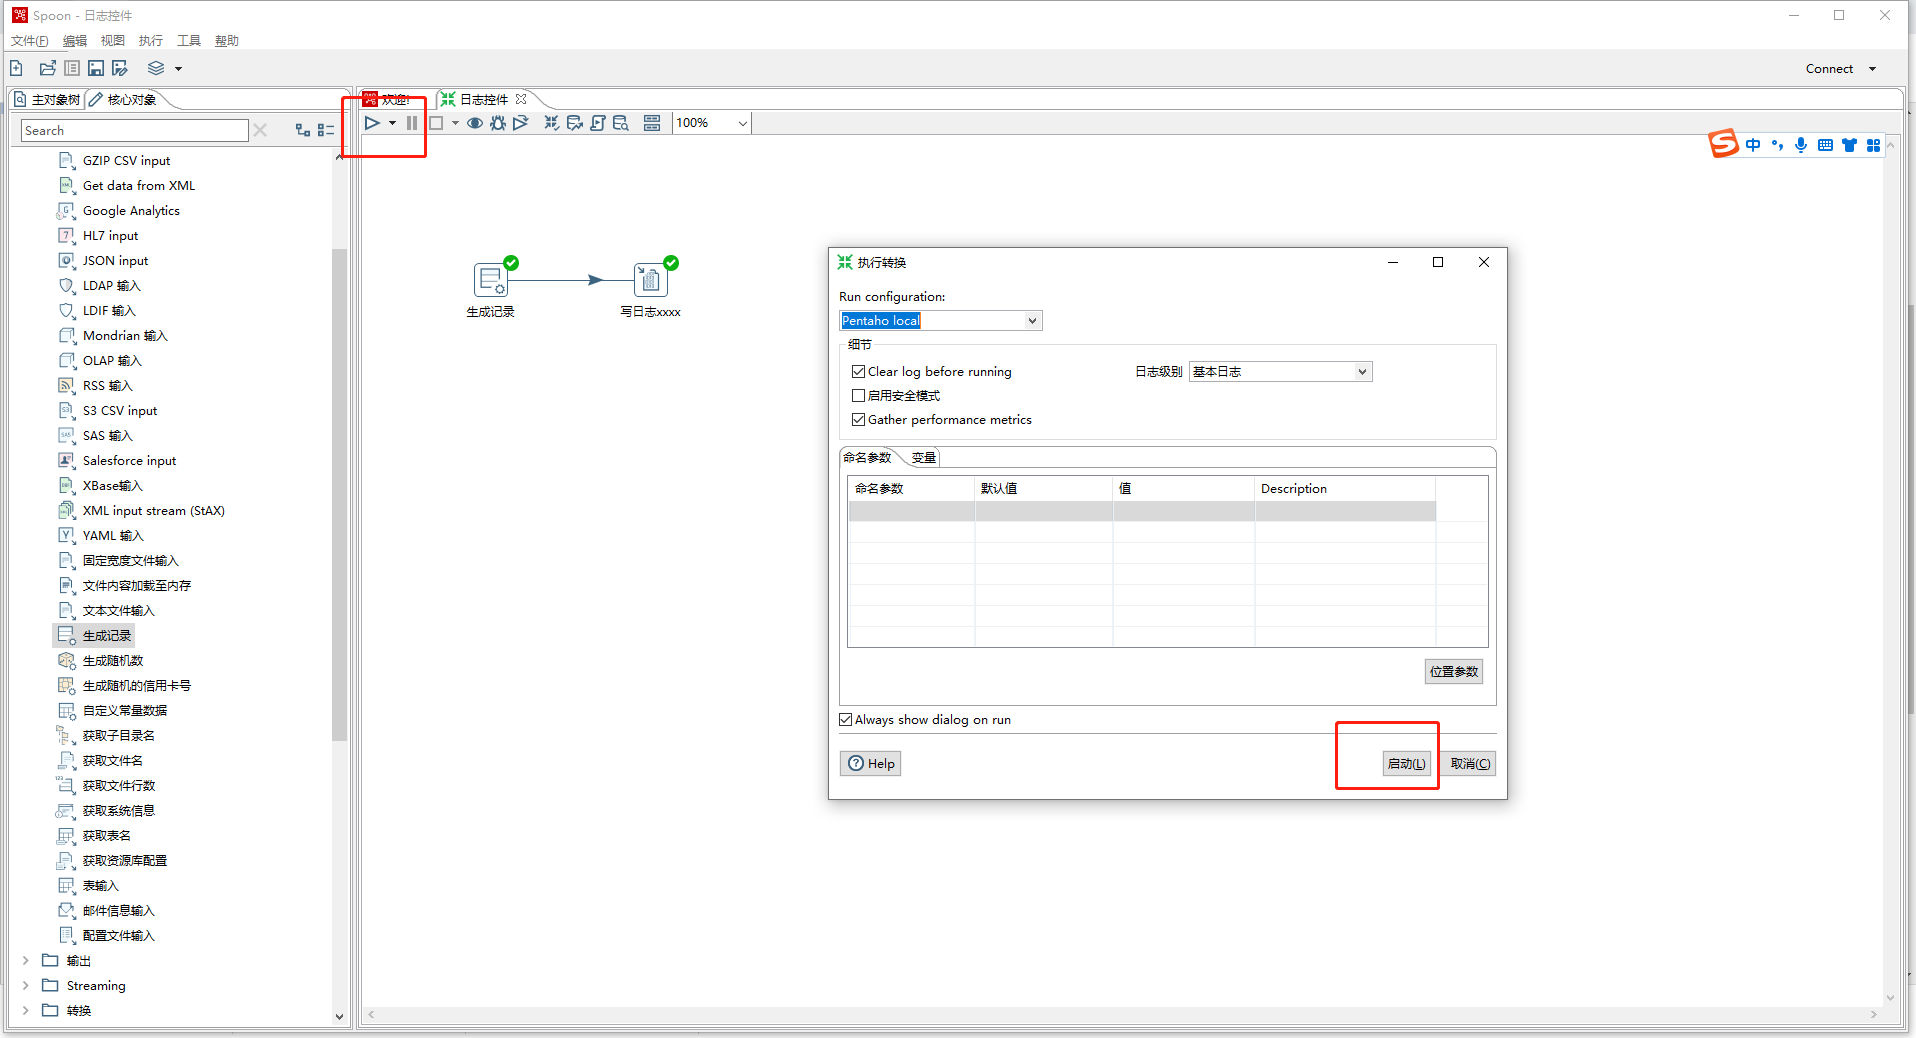 Spoon - 日志控件
文件(F) 编辑 视图 执行 工具 帮助
Connect
主对象树 核心对象
欢迎! 日志控件
Search
100%
中
GZIP CSV input
Get data from XML
Google Analytics
HL7 input
JSON input
LDAP 输入
LDIF 输入
Mondrian 输入
OLAP 输入
RSS 输入
S3 CSV input
SAS 输入
Salesforce input
XBase输入
XML input stream (StAX)
YAML 输入
固定宽度文件输入
文件内容加载至内存
文本文件输入
生成记录
生成随机数
生成随机的信用卡号
自定义常量数据
获取子目录名
获取文件名
获取文件行数
获取系统信息
获取表名
获取资源库配置
表输入
邮件信息输入
配置文件输入
输出
Streaming
转换
生成记录 写日志xxxx
执行转换
Run configuration:
Pentaho local
细节
Clear log before running 日志级别 基本日志
启用安全模式
Gather performance metrics
命名参数 变量
命名参数 默认值 值 Description
位置参数
Always show dialog on run
Help 启动(L) 取消(C)